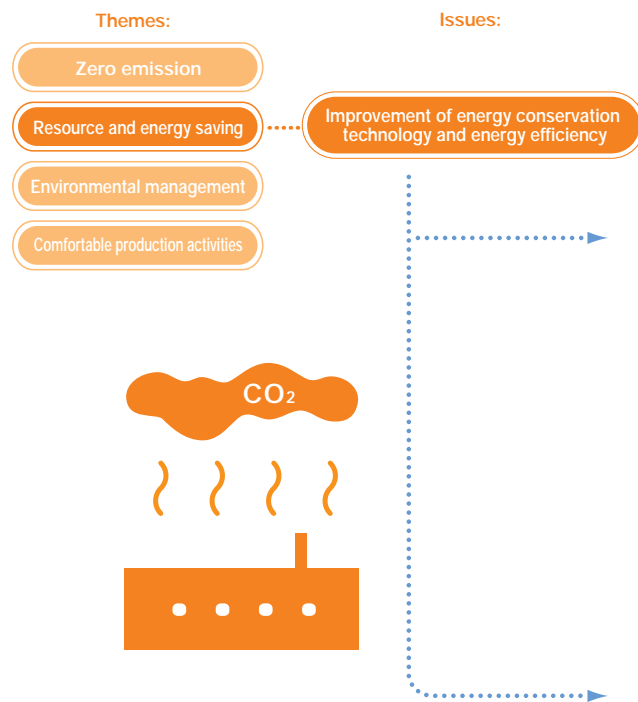 Themes:
Issues:
Zero emission
Resource and energy saving
Improvement of energy conservation
technology and energy efficiency
Environmental management
Comfortable production activities
CO₂